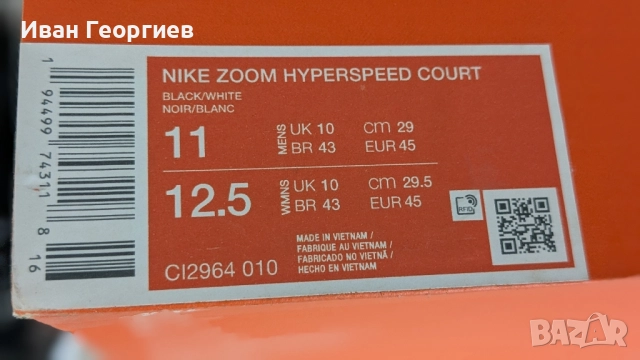 Иван Георгиев
NIKE ZOOM HYPERSPEED COURT
BLACK/WHITE
NOIR/BLANC
11 MENS UK 10 cm 29
BR 43 EUR 45
12.5 WMNS UK 10 cm 29.5
BR 43 EUR 45
RFID
MADE IN VIETNAM /
FABRIQUE AU VIETNAM /
FABRICADO NO VIETNÃ /
HECHO EN VIETNAM
CI2964 010
1 94499 74311 8 16
BAZAR